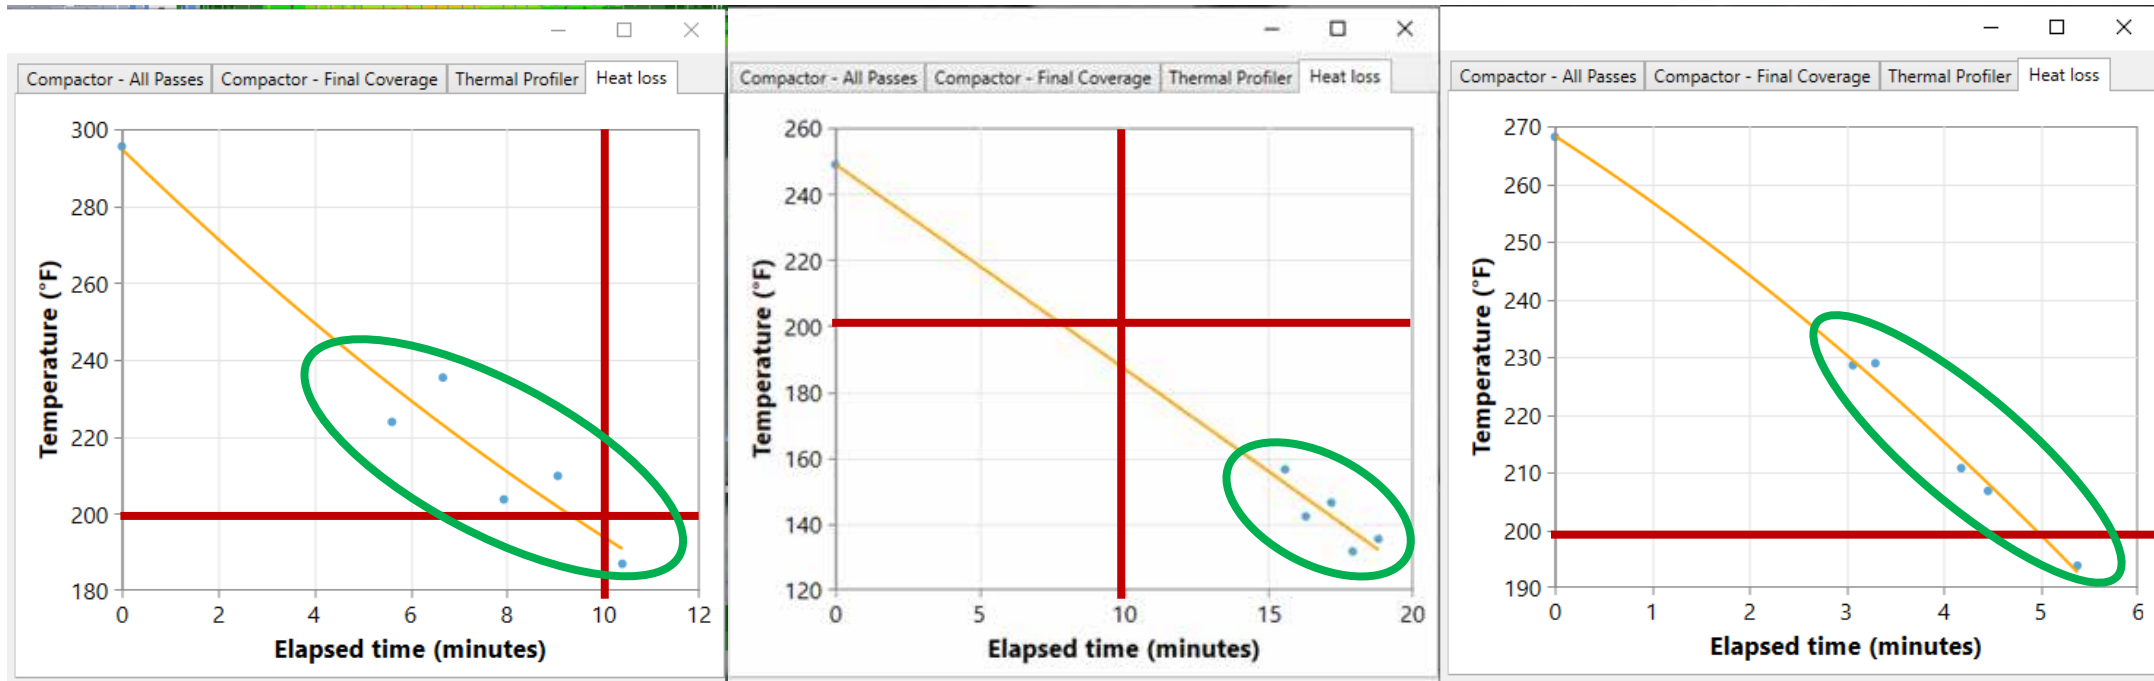 Compactor - All Passes Compactor - Final Coverage Thermal Profiler Heat loss
300
280
260
240
220
200
180
Temperature (°F)
0 2 4 6 8 10 12
Elapsed time (minutes)
Compactor - All Passes Compactor - Final Coverage Thermal Profiler Heat loss
260
240
220
200
180
160
140
120
Temperature (°F)
0 5 10 15 20
Elapsed time (minutes)
Compactor - All Passes Compactor - Final Coverage Thermal Profiler Heat loss
270
260
250
240
230
220
210
200
190
Temperature (°F)
0 1 2 3 4 5 6
Elapsed time (minutes)